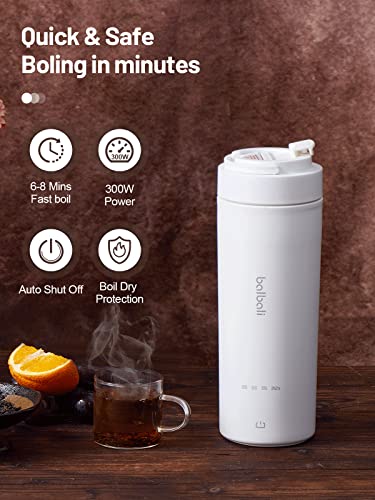 Quick & Safe
Boling in minutes
300W
6-8 Mins
Fast boil
300W
Power
Auto Shut Off
Boil Dry
Protection
balbali